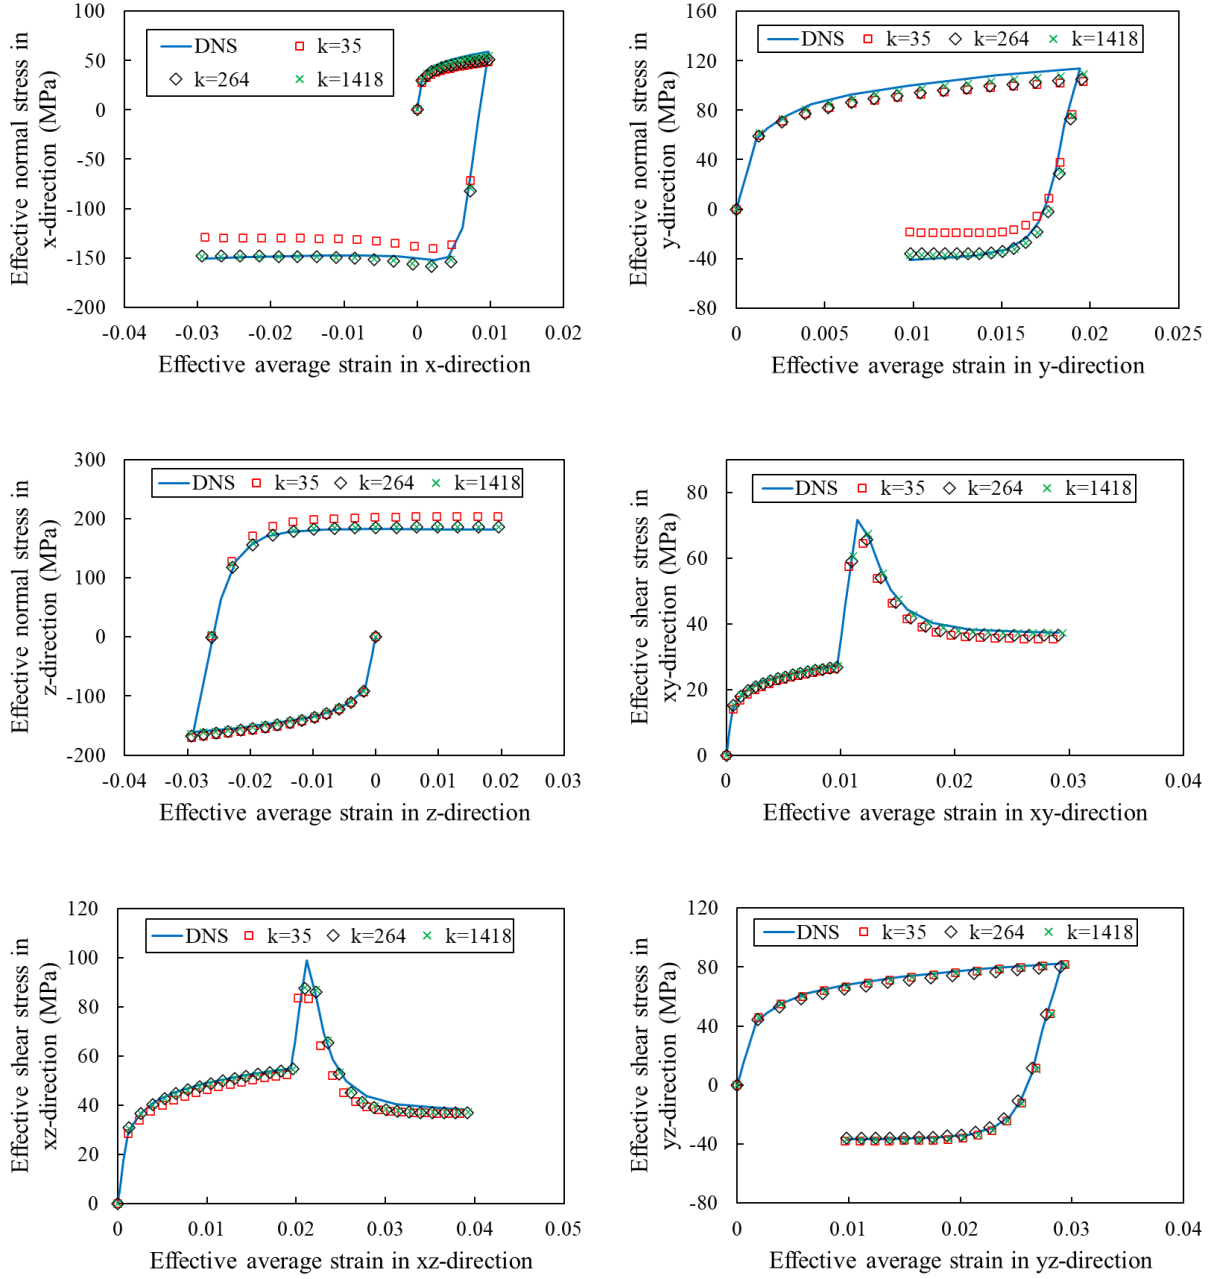 Effective normal stress in
x-direction (MPa)
100
50
0
-50
-100
-150
-200
DNS k=35
k=264 k=1418
-0.04 -0.03 -0.02 -0.01 -0.01 0 0.01 0.02
Effective average strain in x-direction
Effective normal stress in
y-direction (MPa)
160
120
80
40
0
-40
-80
DNS k=35 k=264 k=1418
0 0.005 0.01 0.015 0.02 0.025
Effective average strain in y-direction
Effective normal stress in
z-direction (MPa)
300
200
100
0
-100
-200
DNS k=35 k=264 k=1418
-0.04 -0.03 -0.02 -0.01 0 0.01 0.02 0.03
Effective average strain in z-direction
Effective shear stress in
xy-direction (MPa)
80
60
40
20
0
DNS k=35 k=264 k=1418
0 0.01 0.02 0.03 0.04
Effective average strain in xy-direction
Effective shear stress in
xz-direction (MPa)
120
100
80
60
40
20
0
DNS k=35 k=264 k=1418
0 0.01 0.02 0.03 0.04 0.05
Effective average strain in xz-direction
Effective shear stress in
yz-direction (MPa)
120
80
40
0
-40
-80
DNS k=35 k=264 k=1418
0 0.01 0.02 0.03 0.04
Effective average strain in yz-direction